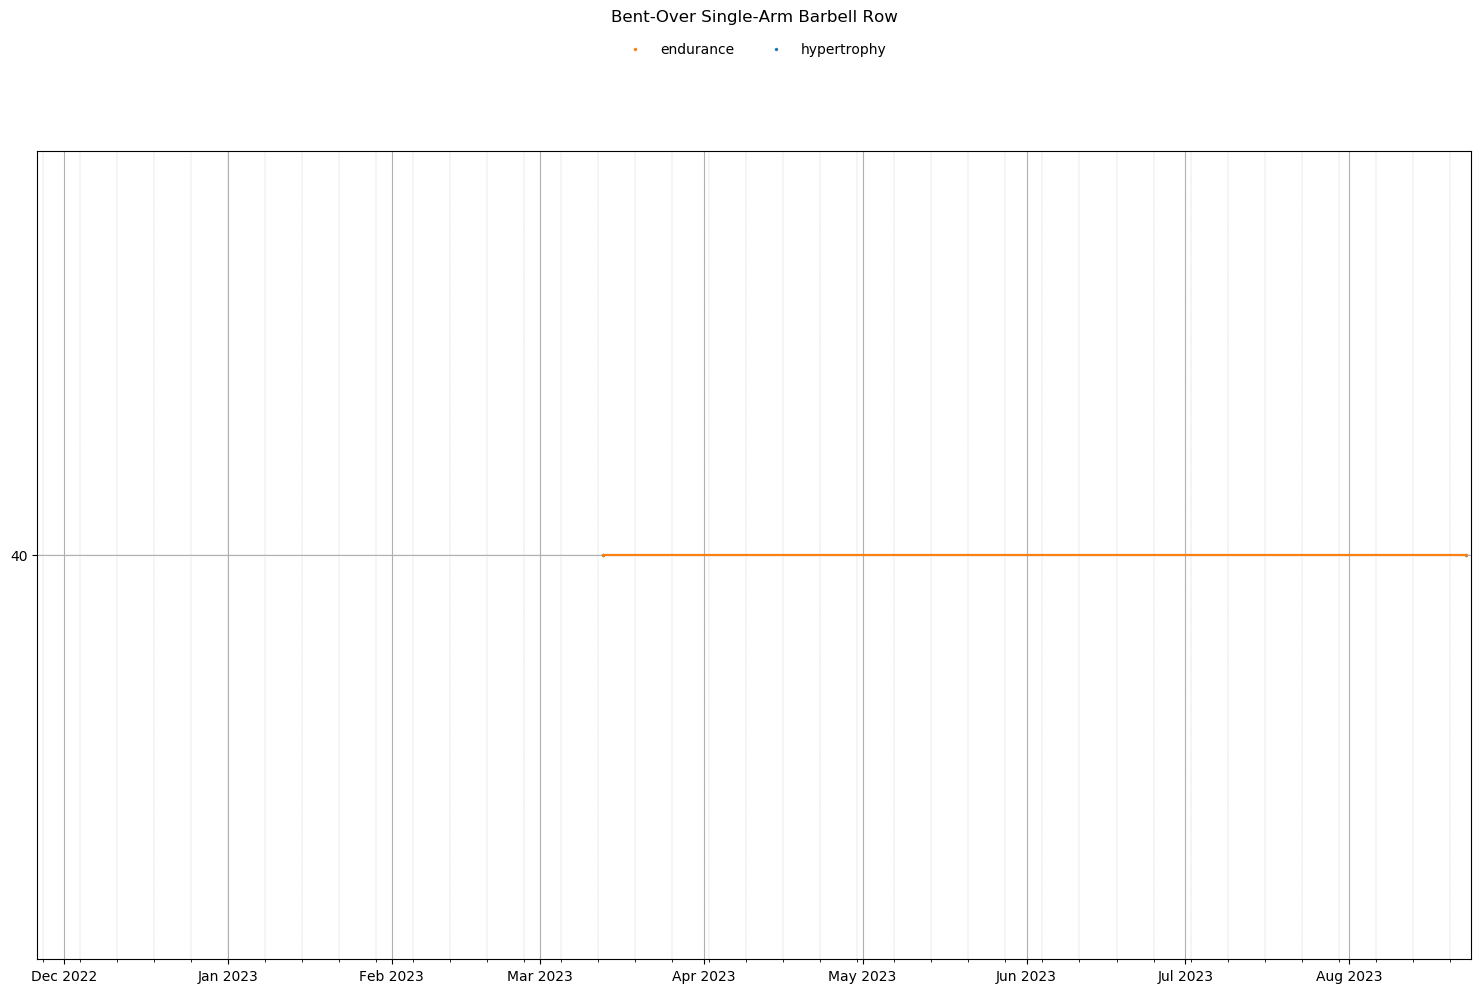 Bent-Over Single-Arm Barbell Row
endurance hypertrophy
40
Dec 2022 Jan 2023 Feb 2023 Mar 2023 Apr 2023 May 2023 Jun 2023 Jul 2023 Aug 2023